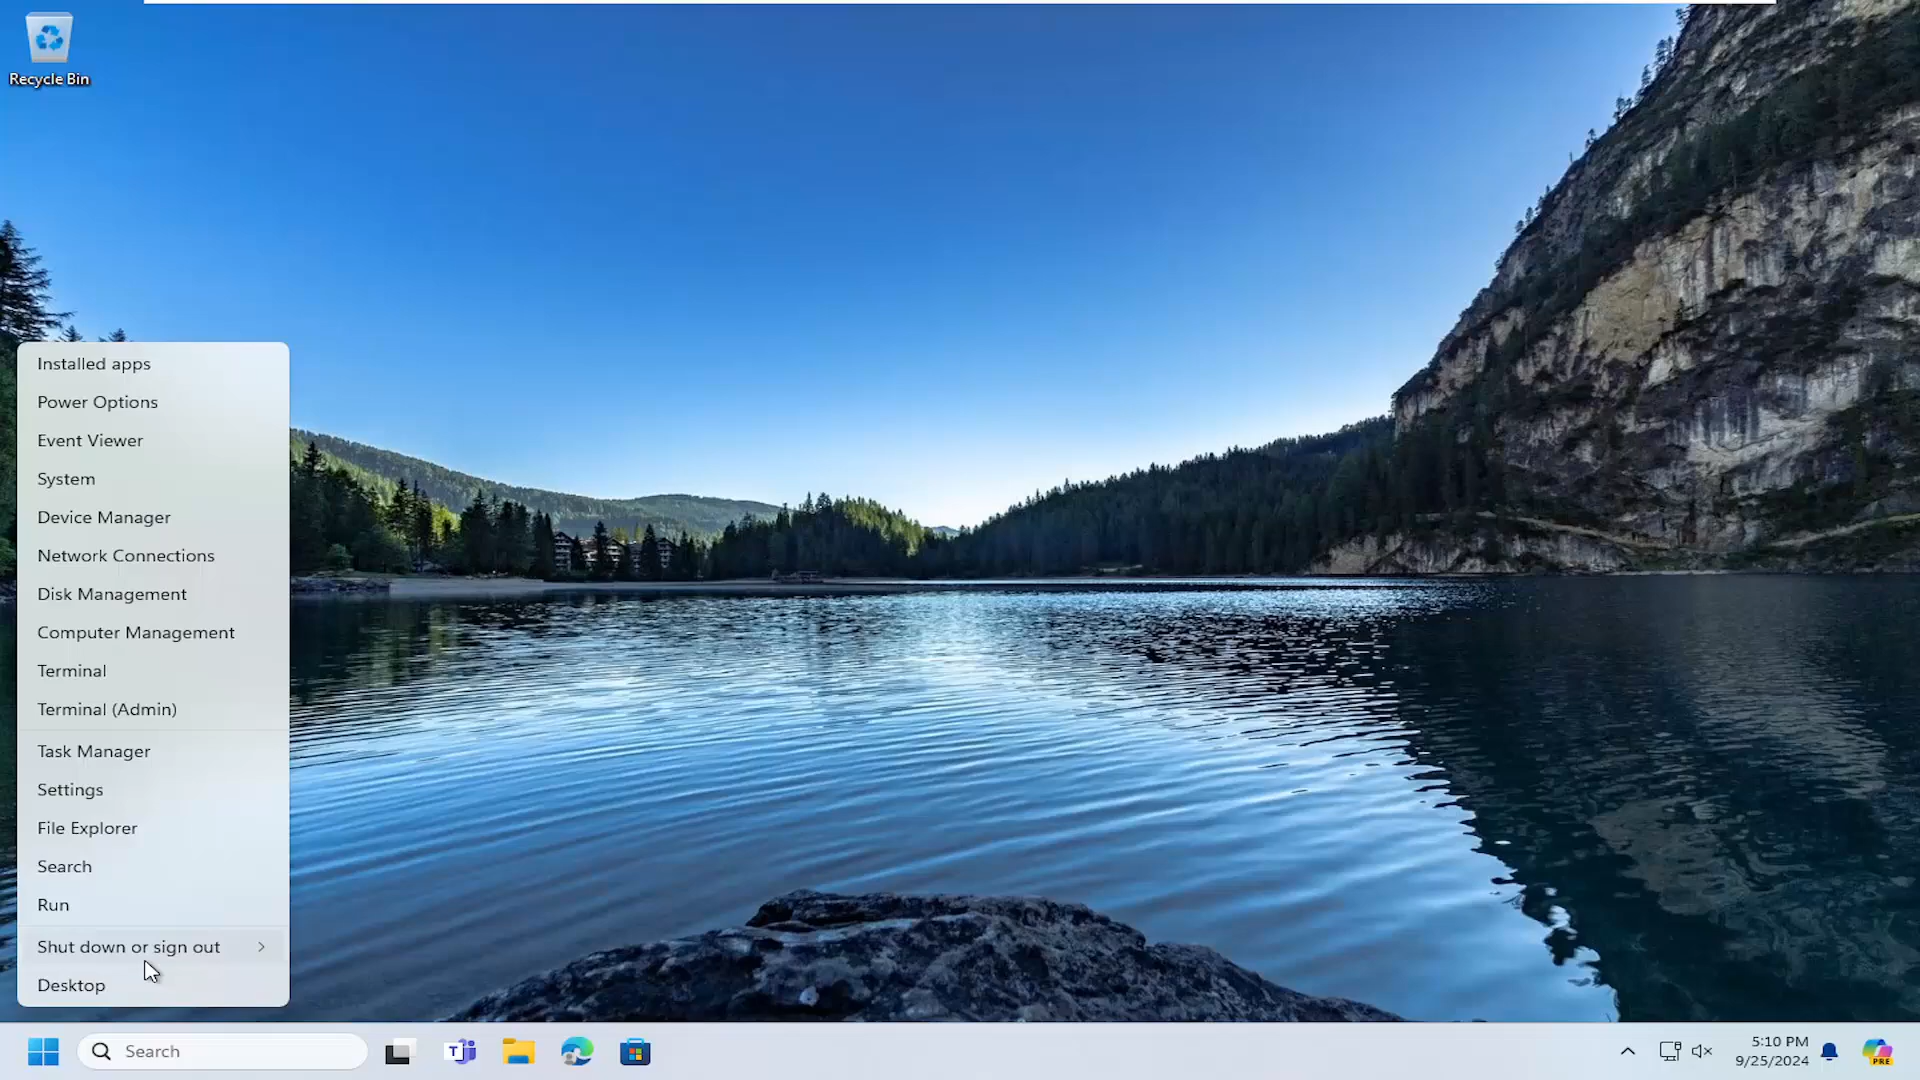 Recycle Bin
Installed apps
Power Options
Event Viewer
System
Device Manager
Network Connections
Disk Management
Computer Management
Terminal
Terminal (Admin)
Task Manager
Settings
File Explorer
Search
Run
Shut down or sign out
Desktop
Search
T
5:10 PM
9/25/2024
PRE